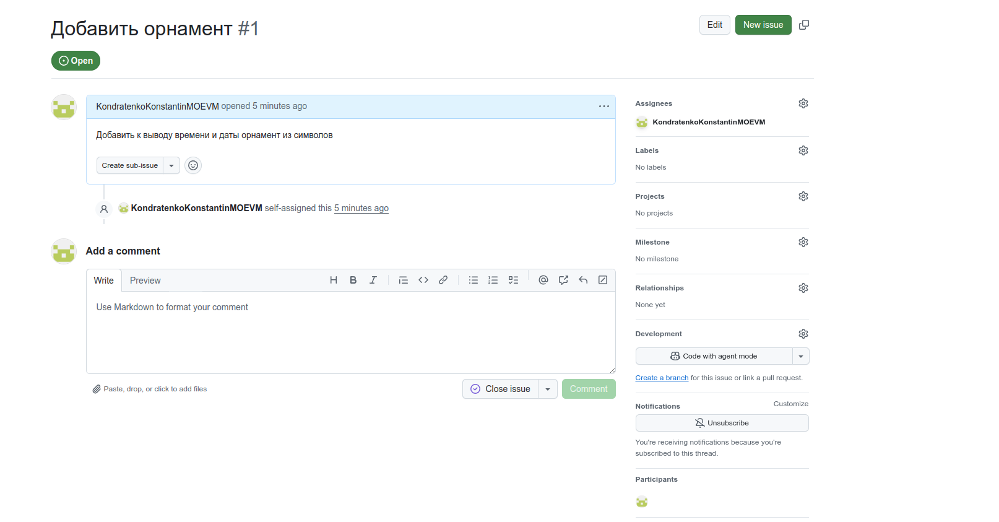 Добавить орнамент #1
Edit
New issue
Open
KondratenkoKonstantinMOEVM opened 5 minutes ago
Добавить к выводу времени и даты орнамент из символов
Create sub-issue
KondratenkoKonstantinMOEVM self-assigned this 5 minutes ago
Add a comment
Write
Preview
Use Markdown to format your comment
Paste, drop, or click to add files
Close issue
Comment
Assignees
KondratenkoKonstantinMOEVM
Labels
No labels
Projects
No projects
Milestone
No milestone
Relationships
None yet
Development
Code with agent mode
Create a branch for this issue or link a pull request.
Notifications
Customize
Unsubscribe
You're receiving notifications because you're
subscribed to this thread.
Participants